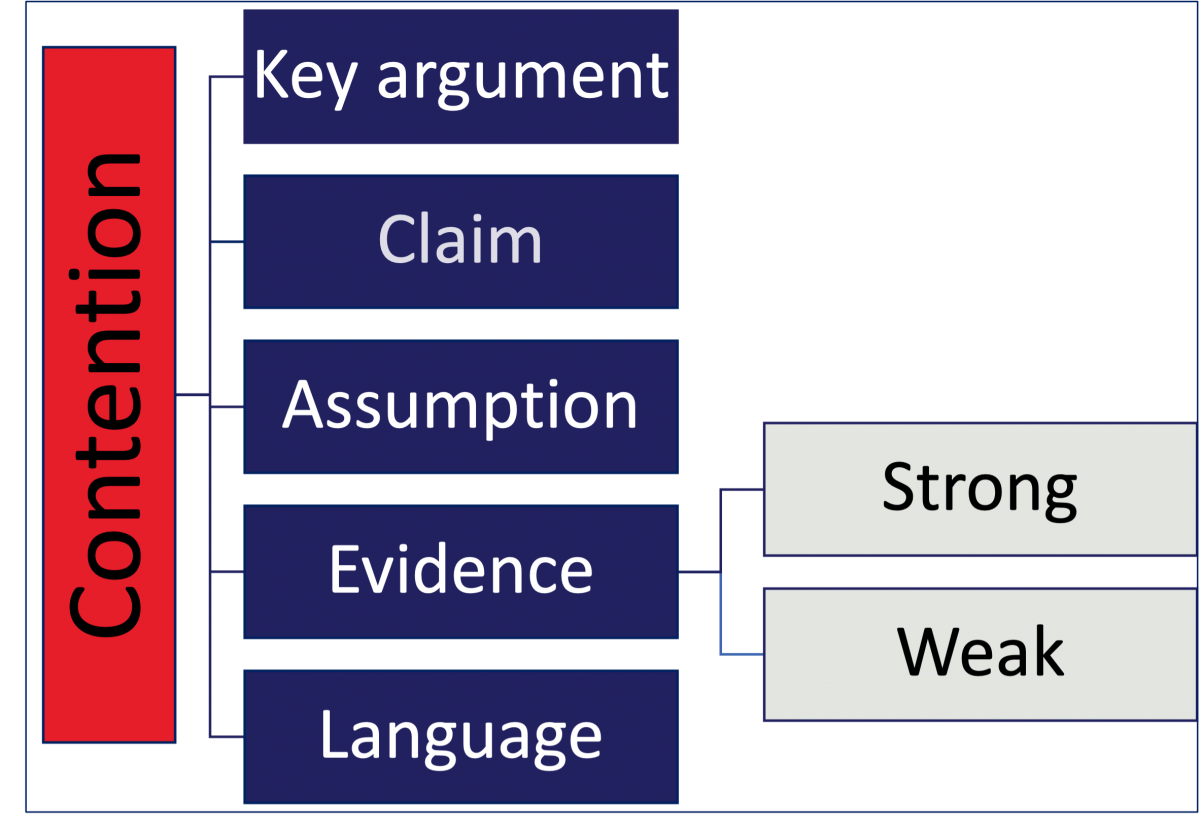 Contention
Key argument
Claim
Assumption
Evidence
Strong
Weak
Language